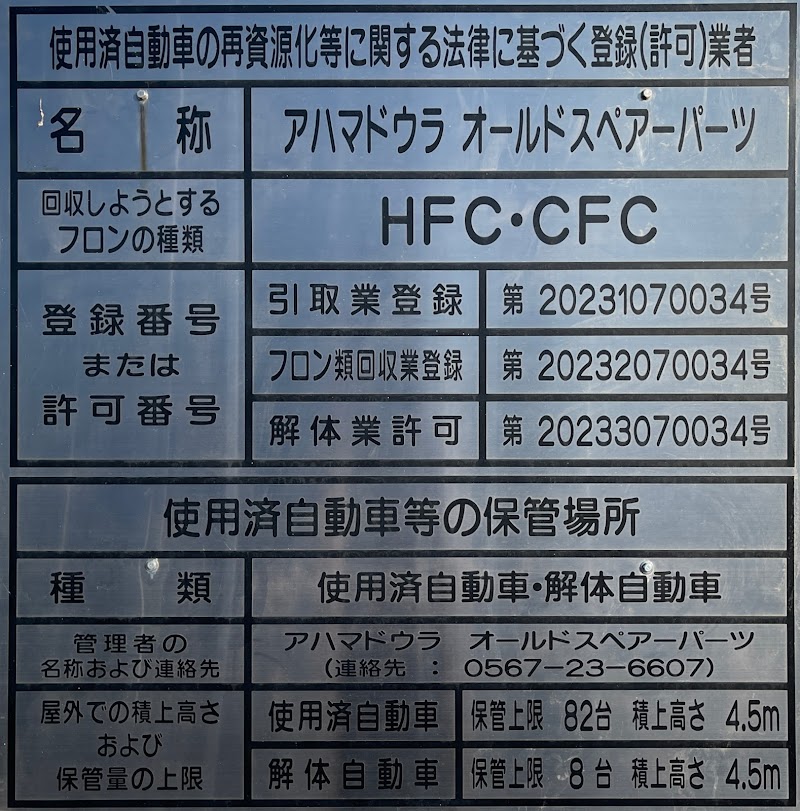 使用済自動車の再資源化等に関する法律に基づく登録(許可)業者
名称 アハマドウラ オールドスペアーパーツ
回収しようとする
フロンの種類
HFC・CFC
登録番号
または
許可番号
引取業登録 第 20231070034号
フロン類回収業登録 第 20232070034号
解体業許可 第 20233070034号
使用済自動車等の保管場所
種類 使用済自動車・解体自動車
管理者の
名称および連絡先
アハマドウラ オールドスペアーパーツ
(連絡先 : 0567-23-6607)
屋外での積上高さ
および
保管量の上限
使用済自動車 保管上限 82台 積上高さ 4.5m
解体自動車 保管上限 8台 積上高さ 4.5m